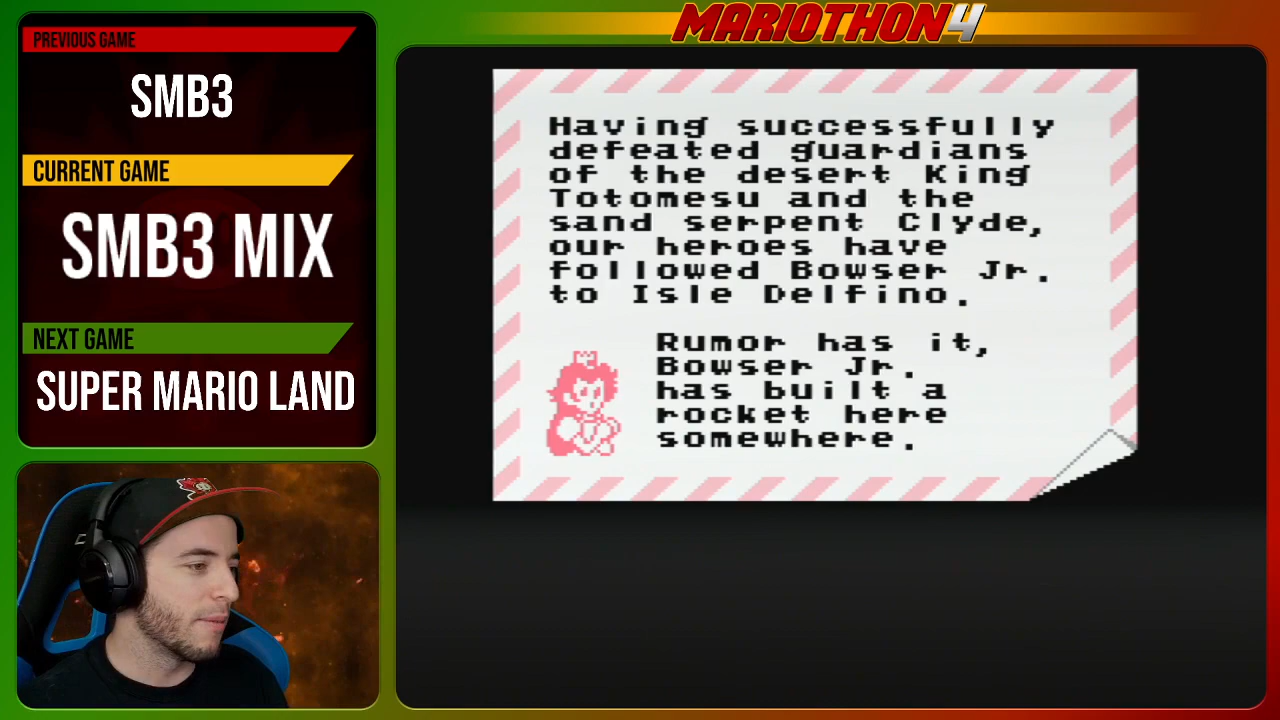 MARIOTHON 4
PREVIOUS GAME
SMB3
CURRENT GAME
SMB3 MIX
NEXT GAME
SUPER MARIO LAND
Having successfully
defeated guardians
of the desert King
Totomesu and the
sand serpent Clyde,
our heroes have
followed Bowser Jr.
to Isle Delfino.
Rumor has it,
Bowser Jr.
has built a
rocket here
somewhere.